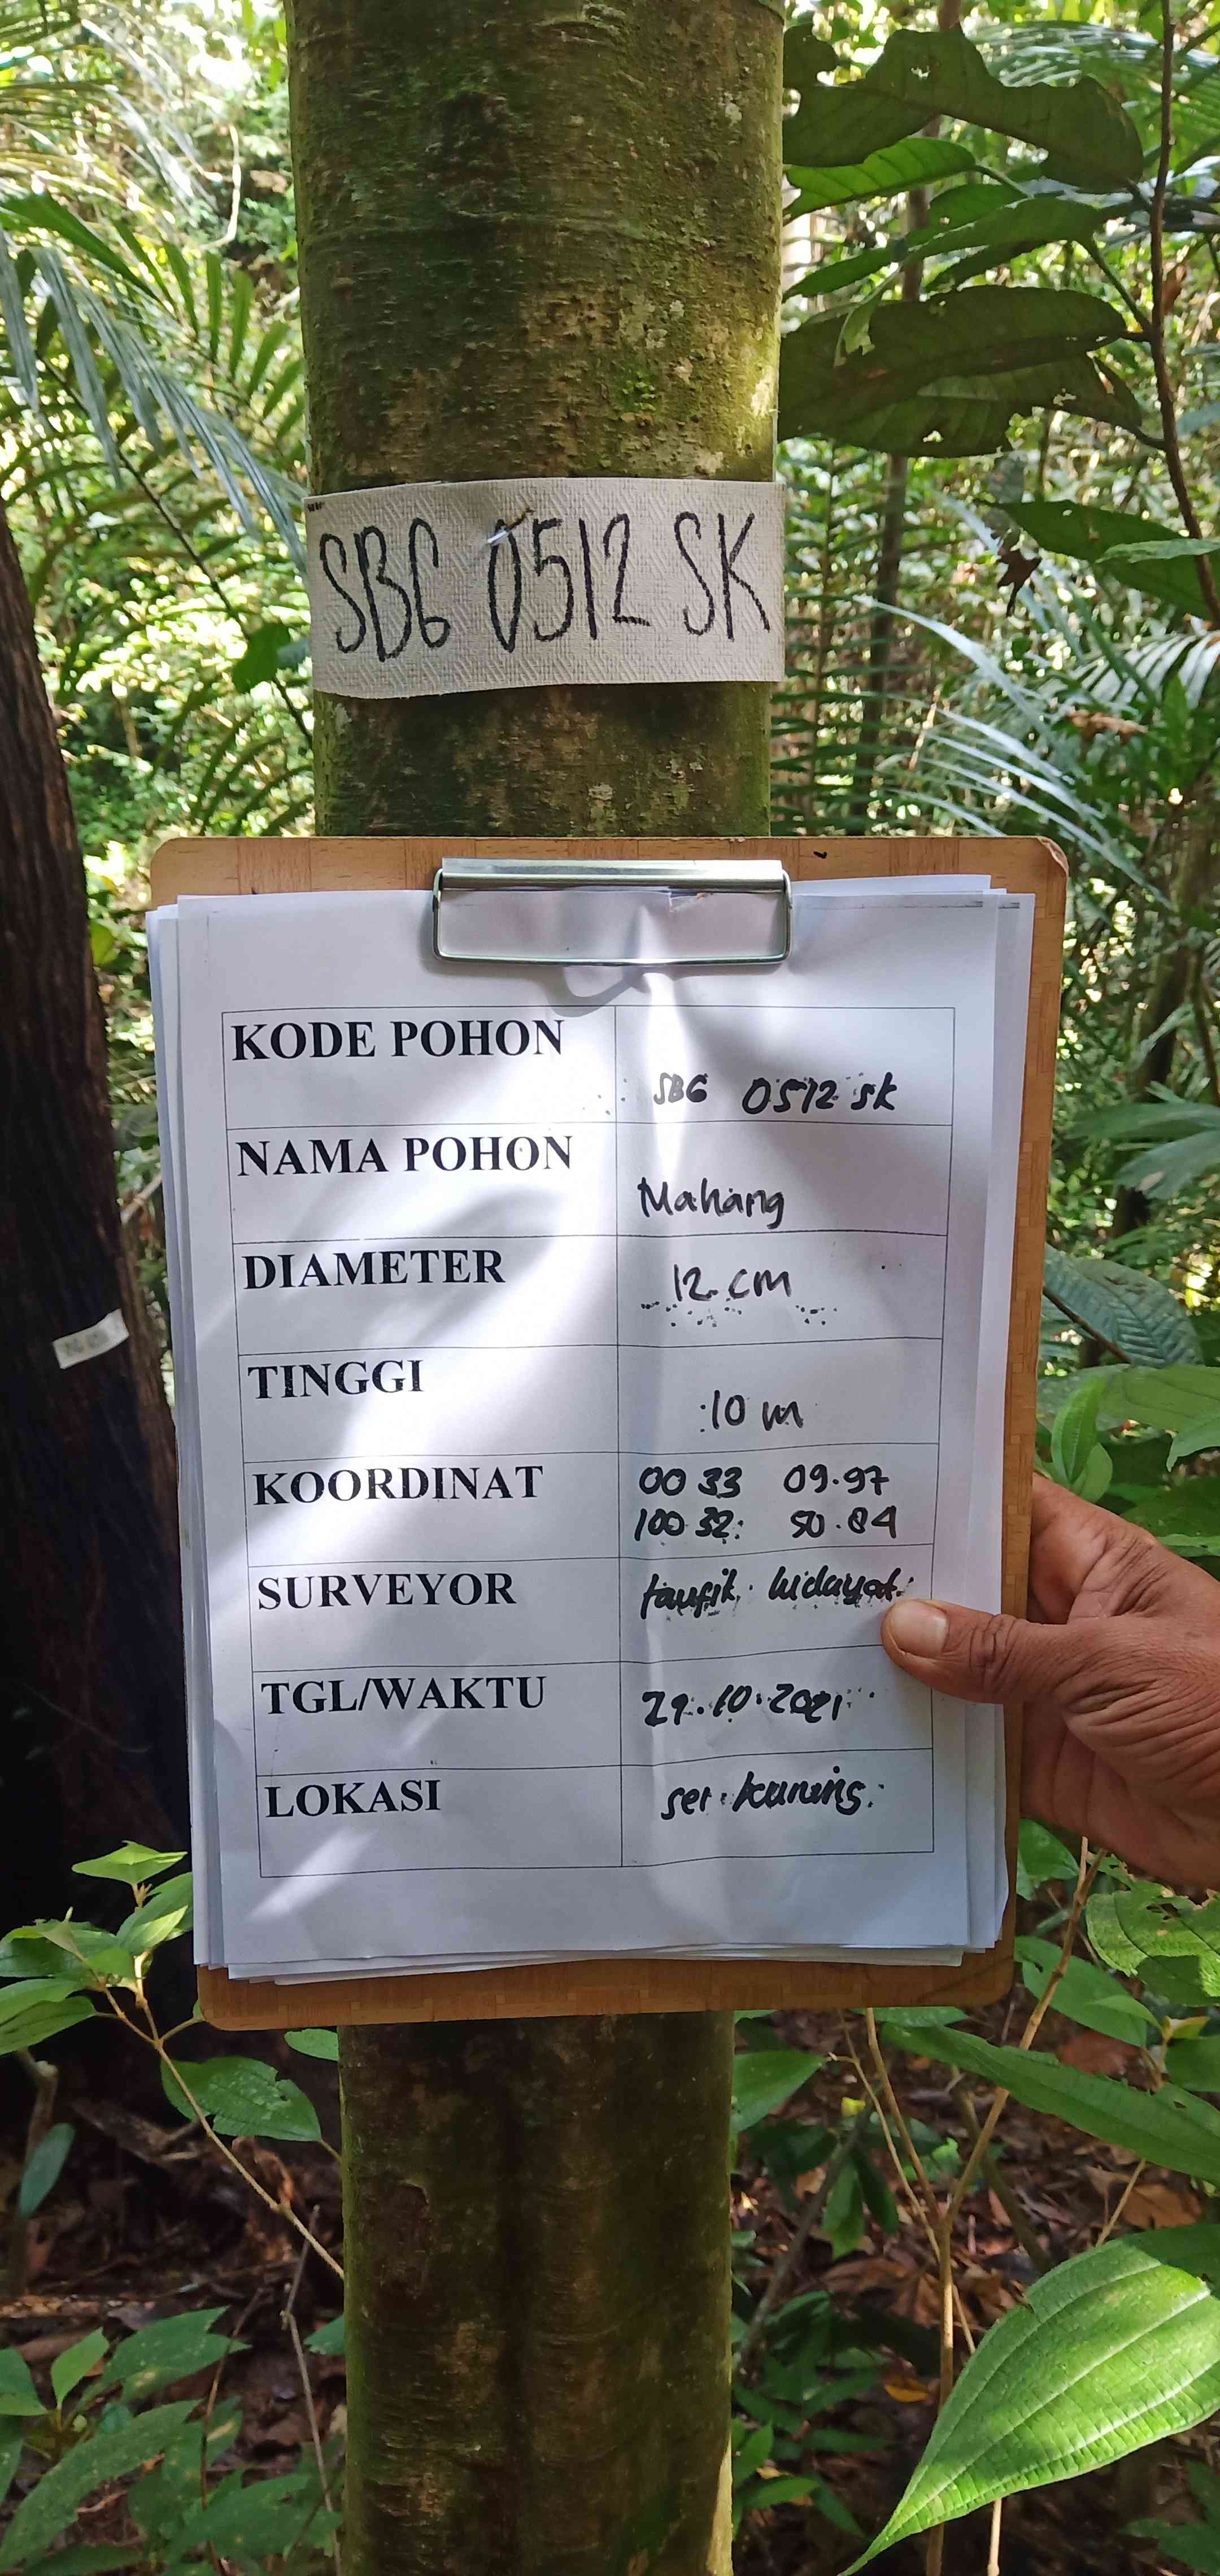 SBG 0512 SK
KODE POHON
SBG 0512 SK
NAMA POHON
Mahang
DIAMETER
12 cm
TINGGI
10 m
KOORDINAT
00 33 09.97
100 32 50.84
SURVEYOR
taufik hidayat
TGL/WAKTU
29.10.2021
LOKASI
sei kuning